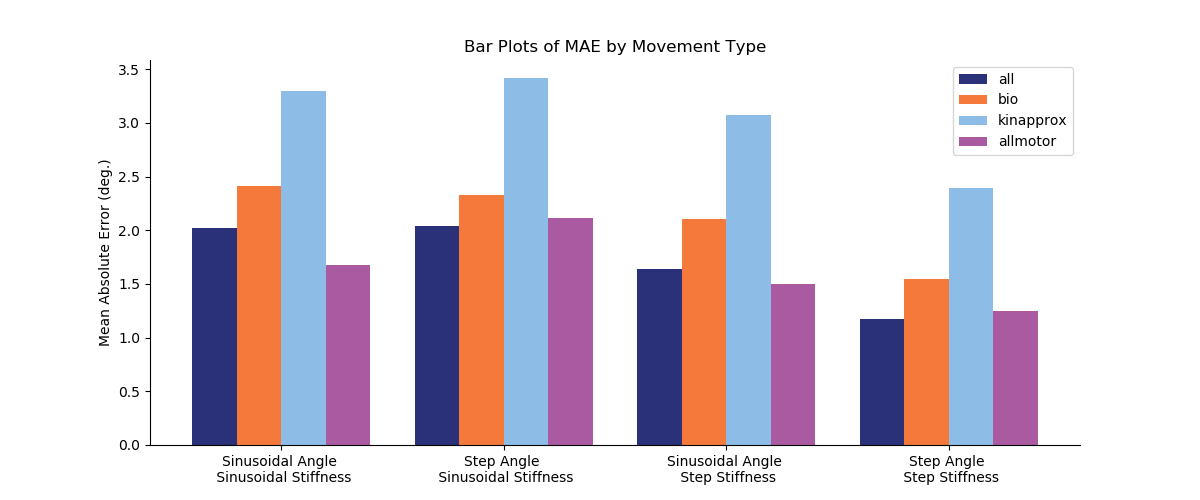 Bar Plots of MAE by Movement Type
Mean Absolute Error (deg.)
3.5
3.0
2.5
2.0
1.5
1.0
0.5
0.0
all
bio
kinapprox
allmotor
Sinusoidal Angle
Sinusoidal Stiffness
Step Angle
Sinusoidal Stiffness
Sinusoidal Angle
Step Stiffness
Step Angle
Step Stiffness